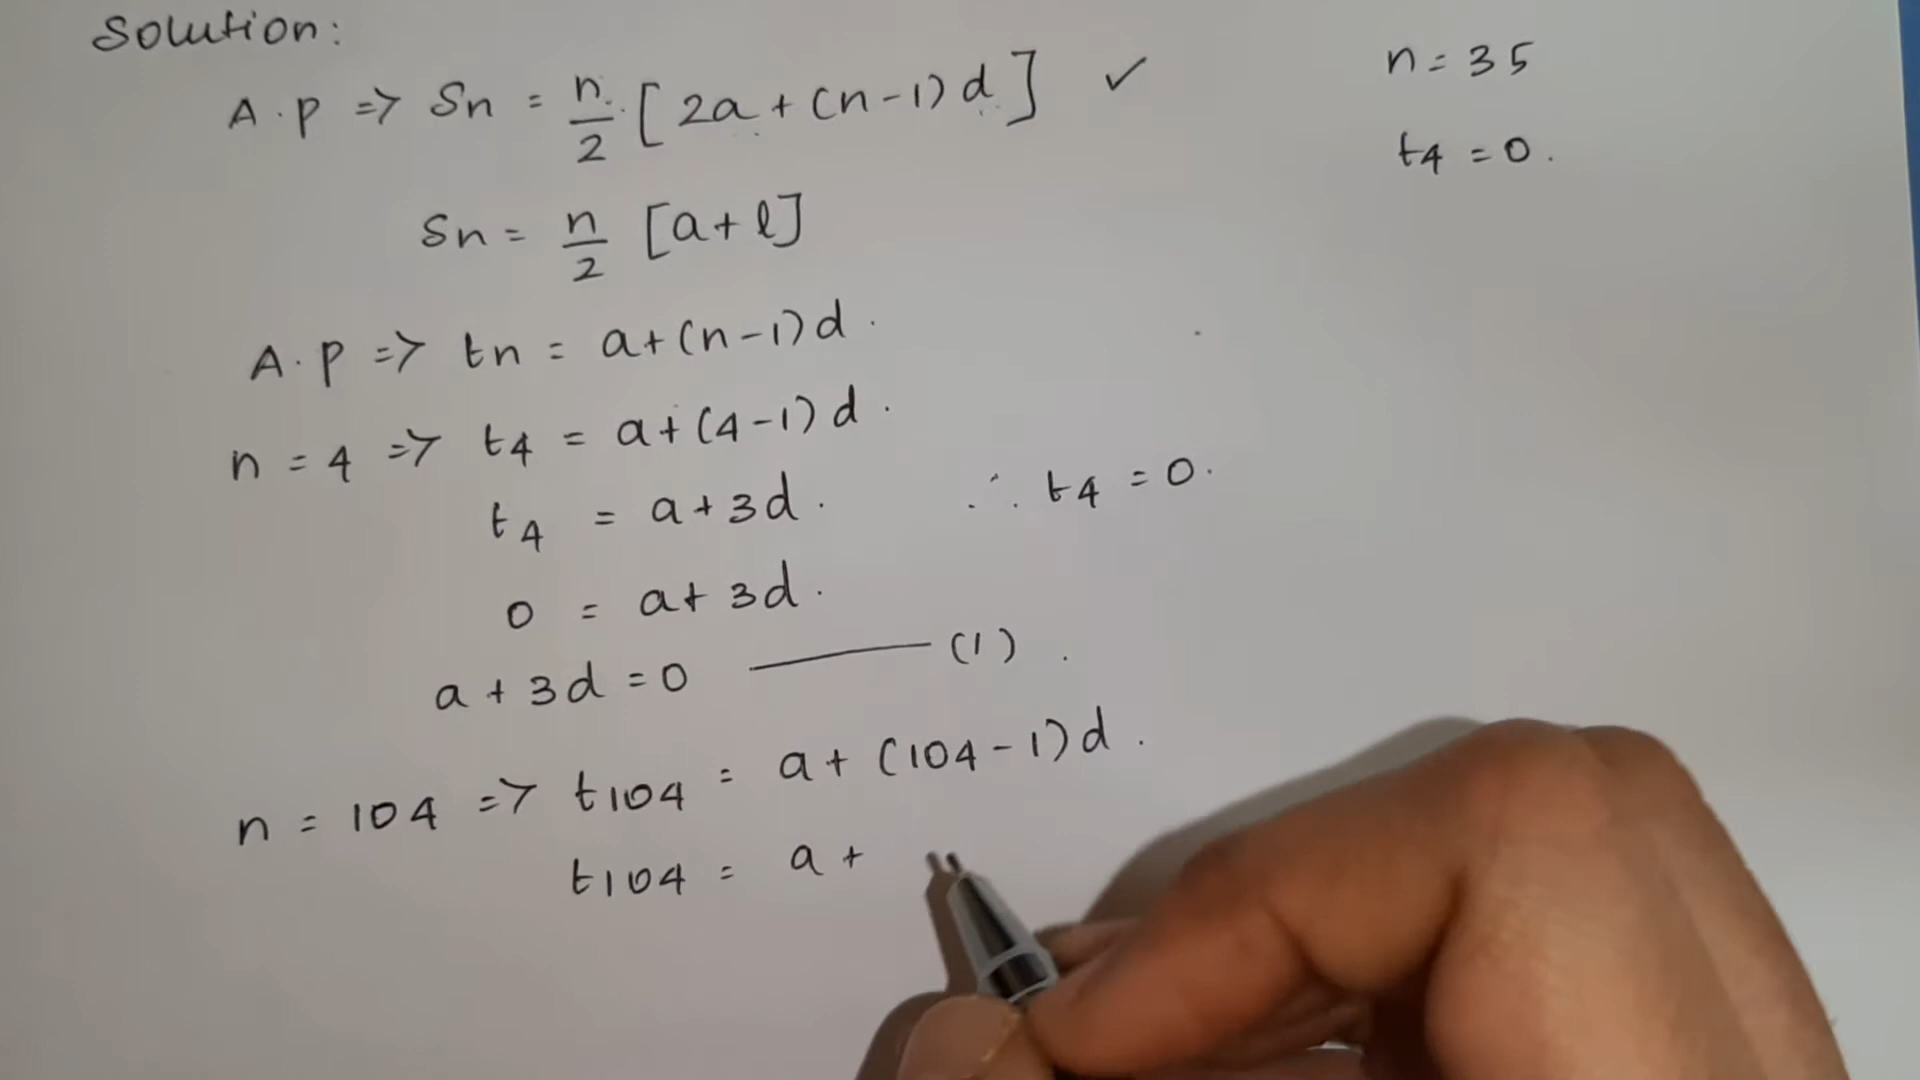 Solution:
A.P => Sn = n/2 [2a + (n-1)d] ✓
n = 35
t4 = 0.
Sn = n/2 [a + l]
A.P => tn = a+(n-1)d.
n = 4 => t4 = a+(4-1)d.
t4 = a+3d. ∴ t4 = 0.
0 = a+3d.
a + 3d = 0 ——— (1).
n = 104 => t104 = a + (104-1)d.
t104 = a +